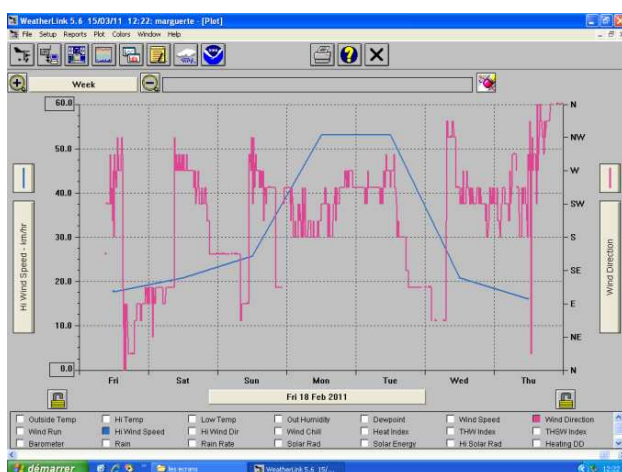 WeatherLink 5.6 15/03/11 12:22: marguerte - [Plot]
File Setup Reports Plot Colors Window Help
Week
60.0
50.0
40.0
30.0
20.0
10.0
0.0
Hi Wind Speed - km/hr
N
NW
W
SW
S
SE
E
NE
N
Wind Direction
Fri Sat Sun Mon Tue Wed Thu
Fri 18 Feb 2011
Outside Temp Hi Temp Low Temp Out Humidity Dewpoint Wind Speed Wind Direction
Wind Run Hi Wind Speed Hi Wind Dir Wind Chill Heat Index THW Index THSW Index
Barometer Rain Rain Rate Solar Rad Solar Energy Hi Solar Rad Heating DD
démarrer les ecrans WeatherLink 5.6 15/... 12:22